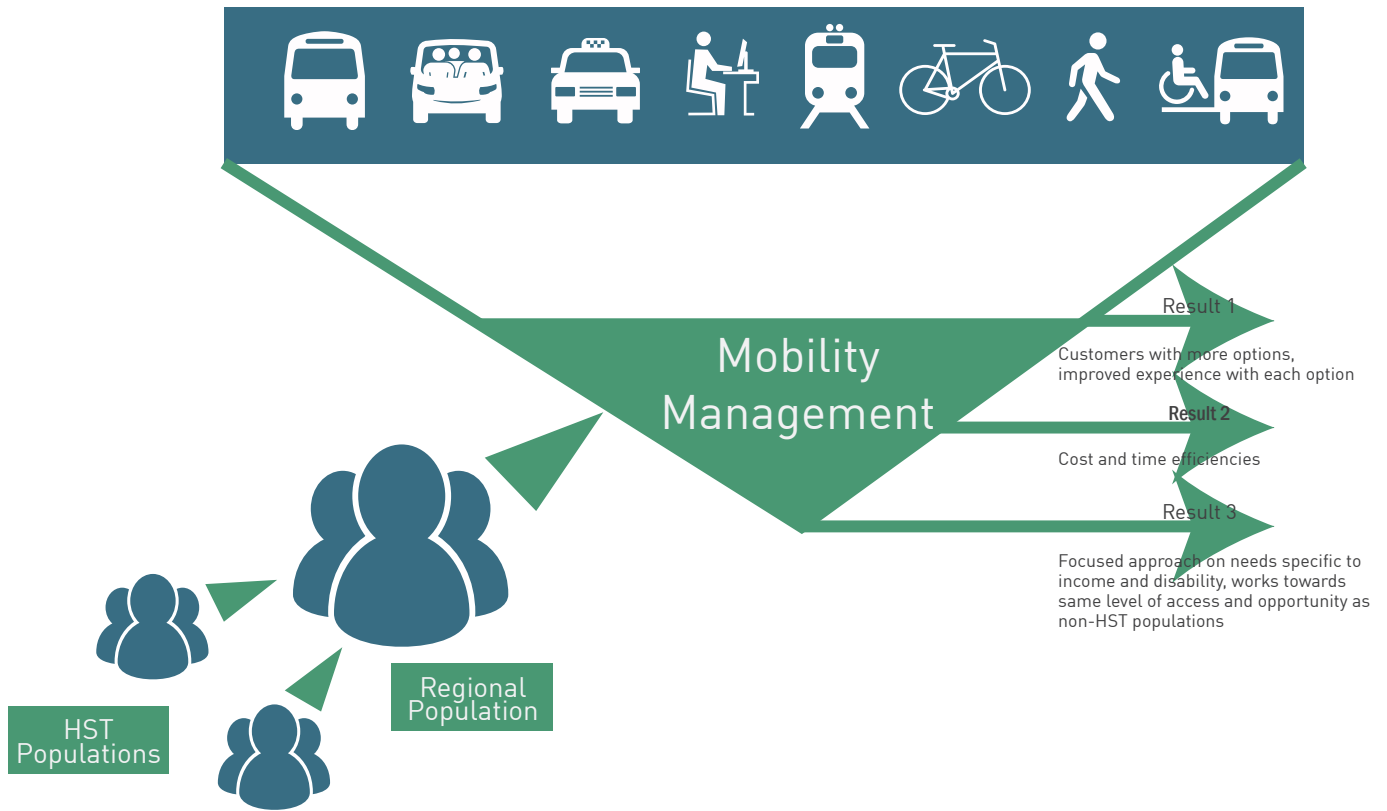 Mobility
Management
Result 1
Customers with more options,
improved experience with each option
Result 2
Cost and time efficiencies
Result 3
Focused approach on needs specific to
income and disability, works towards
same level of access and opportunity as
non-HST populations
Regional
Population
HST
Populations